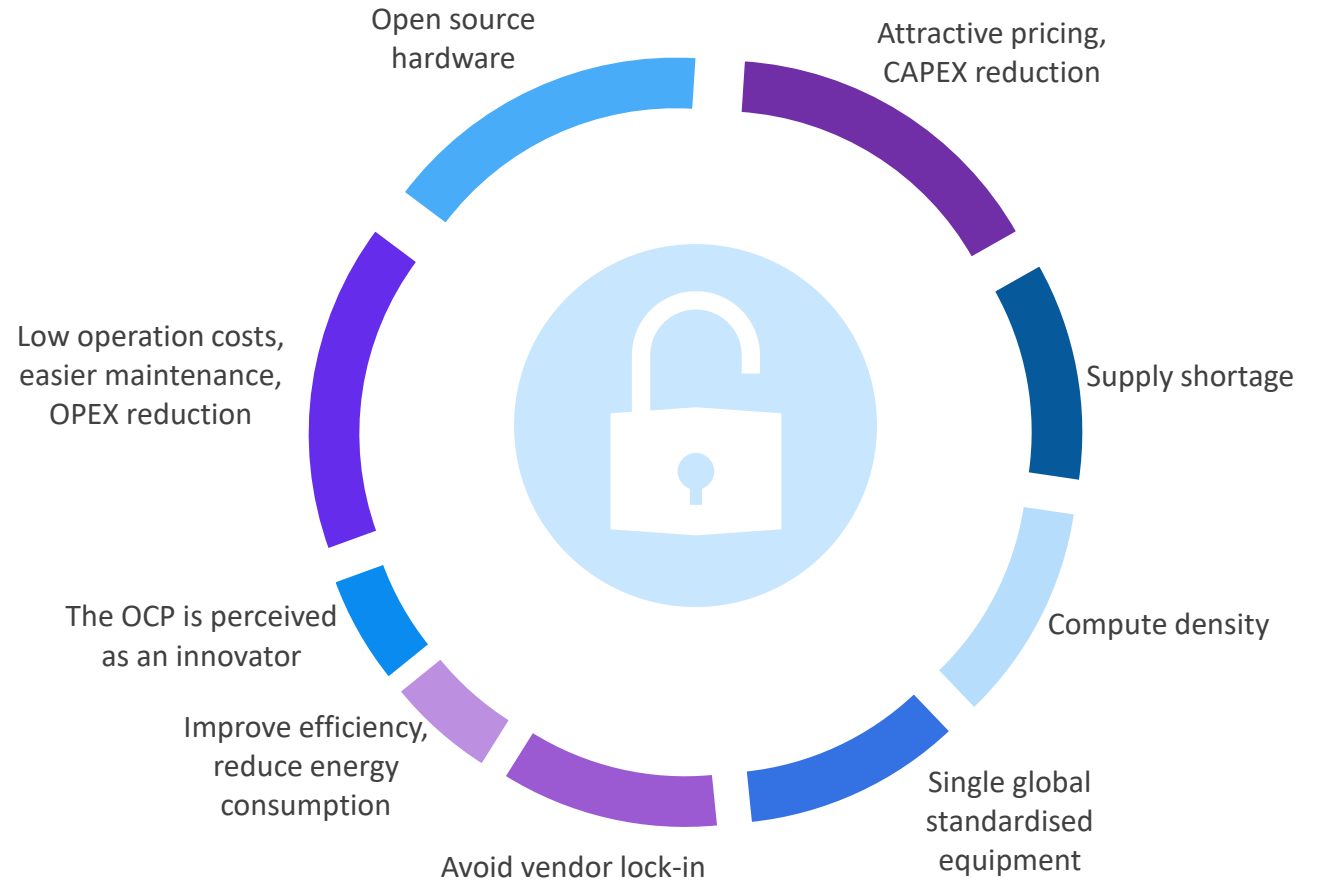 Open source
hardware
Attractive pricing,
CAPEX reduction
Low operation costs,
easier maintenance,
OPEX reduction
Supply shortage
The OCP is perceived
as an innovator
Compute density
Improve efficiency,
reduce energy
consumption
Single global
standardised
equipment
Avoid vendor lock-in